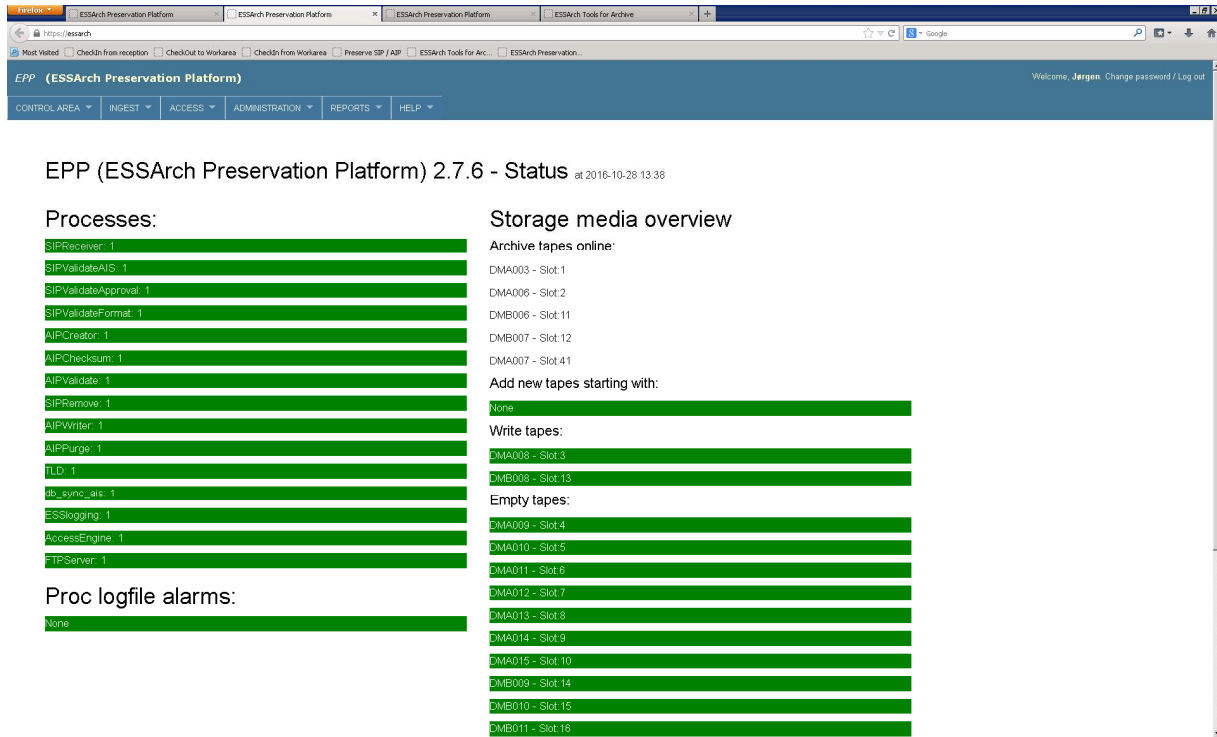 Firefox
ESSArch Preservation Platform
ESSArch Preservation Platform
ESSArch Preservation Platform
ESSArch Tools for Archive
https://essarch
Google
Most Visited CheckIn from reception CheckOut to Workarea CheckIn from Workarea Preserve SIP / AIP ESSArch Tools for Arc... ESSArch Preservation...
EPP (ESSArch Preservation Platform)
Welcome, Jørgen. Change password / Log out
CONTROL AREA INGEST ACCESS ADMINISTRATION REPORTS HELP
EPP (ESSArch Preservation Platform) 2.7.6 - Status at 2016-10-28 13:38
Processes:
SIPReceiver: 1
SIPValidateAIS: 1
SIPValidateApproval: 1
SIPValidateFormat: 1
AIPCreator: 1
AIPChecksum: 1
AIPValidate: 1
SIPRemove: 1
AIPWriter: 1
AIPPurge: 1
TLD: 1
db_sync_ais: 1
ESSlogging: 1
AccessEngine: 1
FTPServer: 1
Proc logfile alarms:
None
Storage media overview
Archive tapes online:
DMA003 - Slot:1
DMA006 - Slot:2
DMB006 - Slot:11
DMB007 - Slot:12
DMA007 - Slot:41
Add new tapes starting with:
None
Write tapes:
DMA008 - Slot:3
DMB008 - Slot:13
Empty tapes:
DMA009 - Slot:4
DMA010 - Slot:5
DMA011 - Slot:6
DMA012 - Slot:7
DMA013 - Slot:8
DMA014 - Slot:9
DMA015 - Slot:10
DMB009 - Slot:14
DMB010 - Slot:15
DMB011 - Slot:16